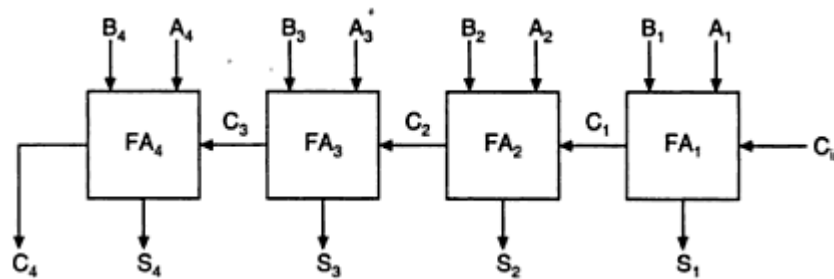 B4 A4 B3 A3 B2 A2 B1 A1
FA4 C3 FA3 C2 FA2 C1 FA1
C4 S4 S3 S2 S1